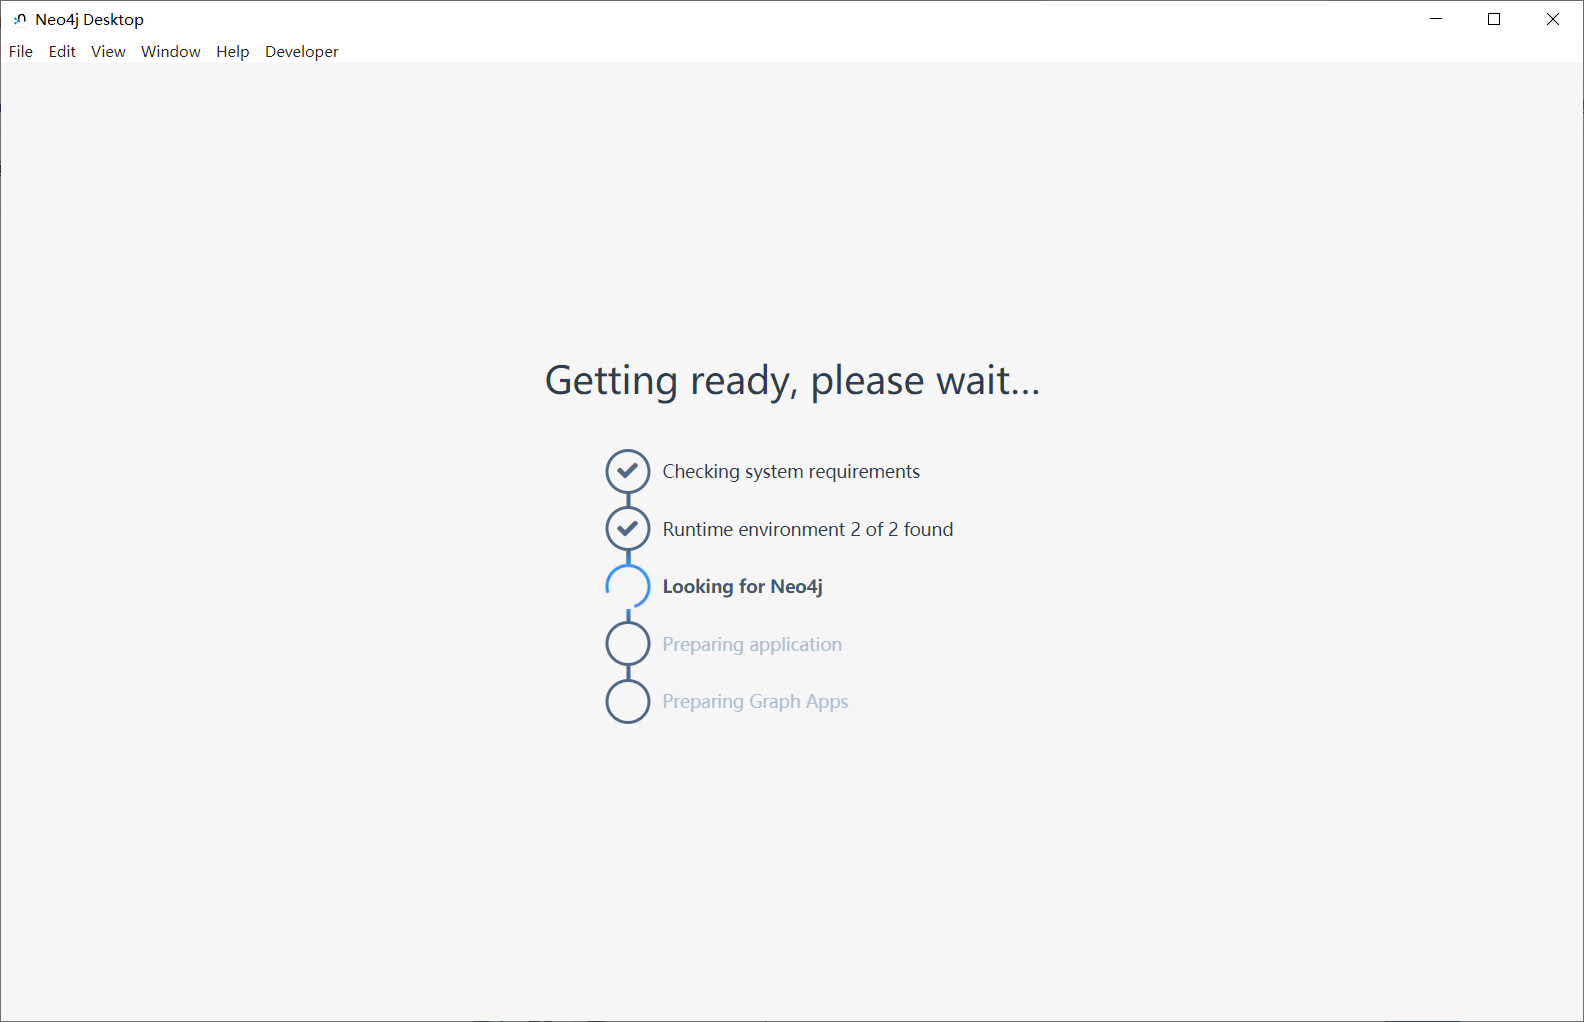 Neo4j Desktop
File Edit View Window Help Developer
Getting ready, please wait...
Checking system requirements
Runtime environment 2 of 2 found
Looking for Neo4j
Preparing application
Preparing Graph Apps